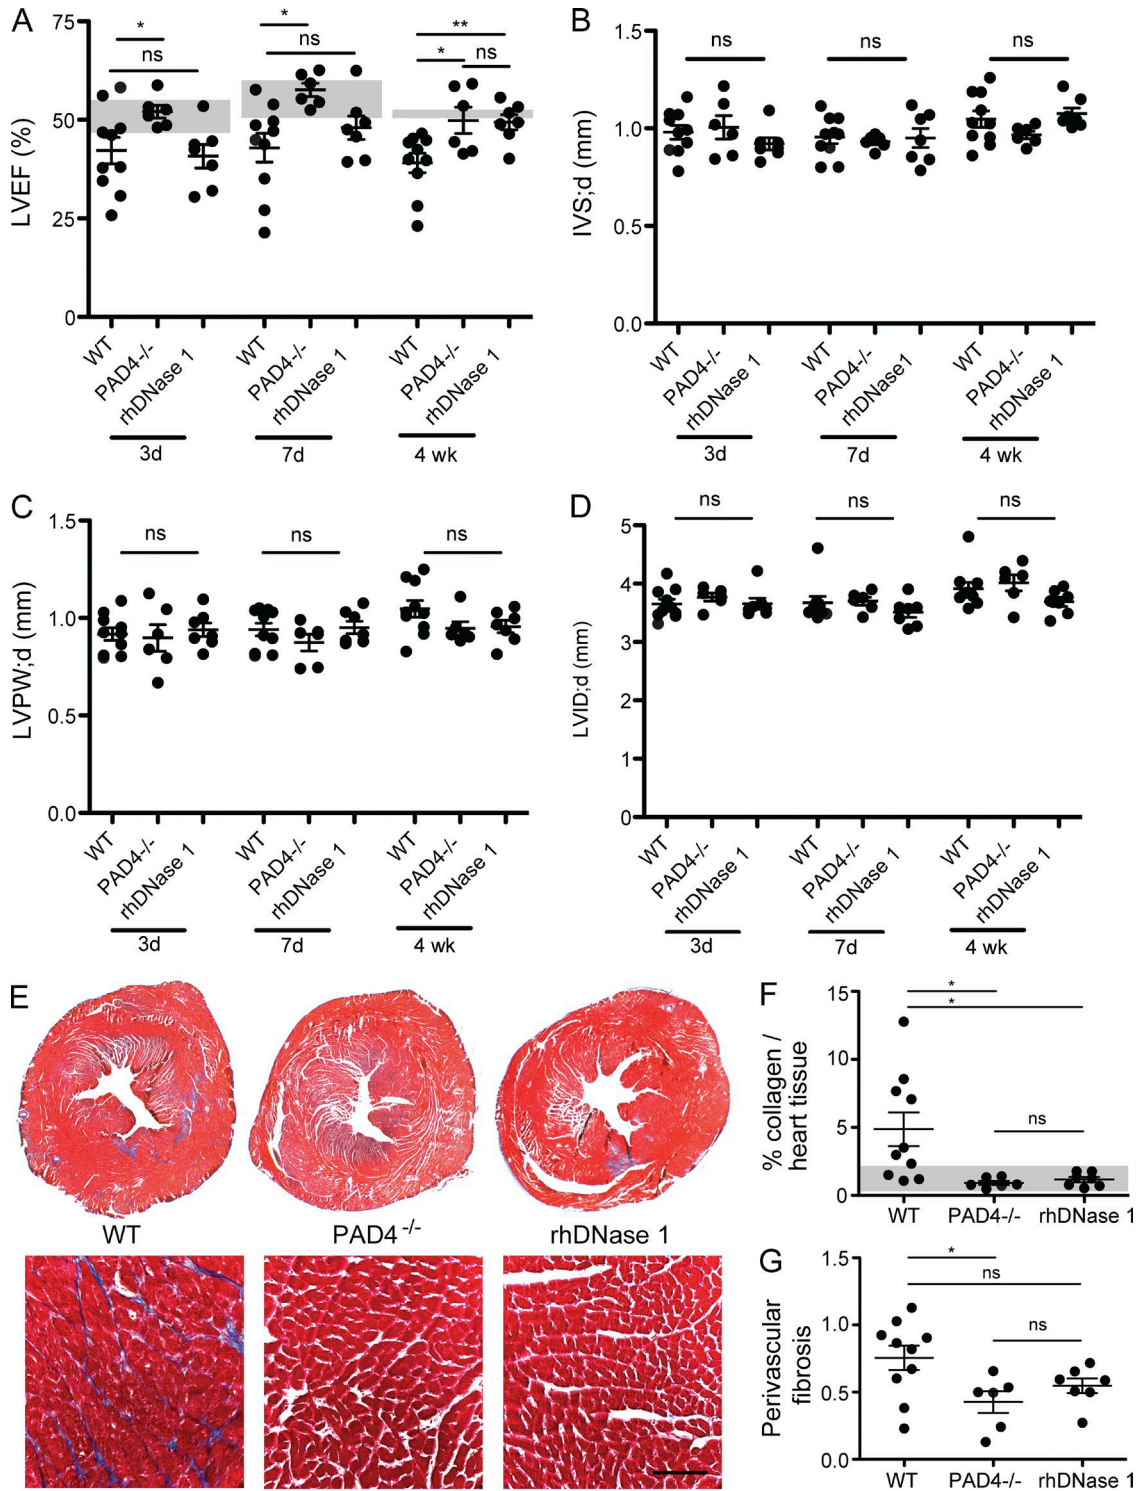 A
75
50
25
0
LVEF (%)
*
ns
*
ns
**
*
ns
WT
PAD4-/-
rhDNase 1
WT
PAD4-/-
rhDNase 1
WT
PAD4-/-
rhDNase 1
3d
7d
4 wk
B
1.5
1.0
0.5
0.0
IVS;d (mm)
ns
ns
ns
WT
PAD4-/-
rhDNase 1
WT
PAD4-/-
rhDNase 1
WT
PAD4-/-
rhDNase 1
3d
7d
4 wk
C
1.5
1.0
0.5
0.0
LVPW;d (mm)
ns
ns
ns
WT
PAD4-/-
rhDNase 1
WT
PAD4-/-
rhDNase 1
WT
PAD4-/-
rhDNase 1
3d
7d
4 wk
D
5
4
3
2
1
0
LVID;d (mm)
ns
ns
ns
WT
PAD4-/-
rhDNase 1
WT
PAD4-/-
rhDNase 1
WT
PAD4-/-
rhDNase 1
3d
7d
4 wk
E
WT
PAD4 -/-
rhDNase 1
F
15
10
5
0
% collagen /
heart tissue
*
*
ns
WT
PAD4-/-
rhDNase 1
G
1.5
1.0
0.5
0.0
Perivascular
fibrosis
*
ns
ns
WT
PAD4-/-
rhDNase 1